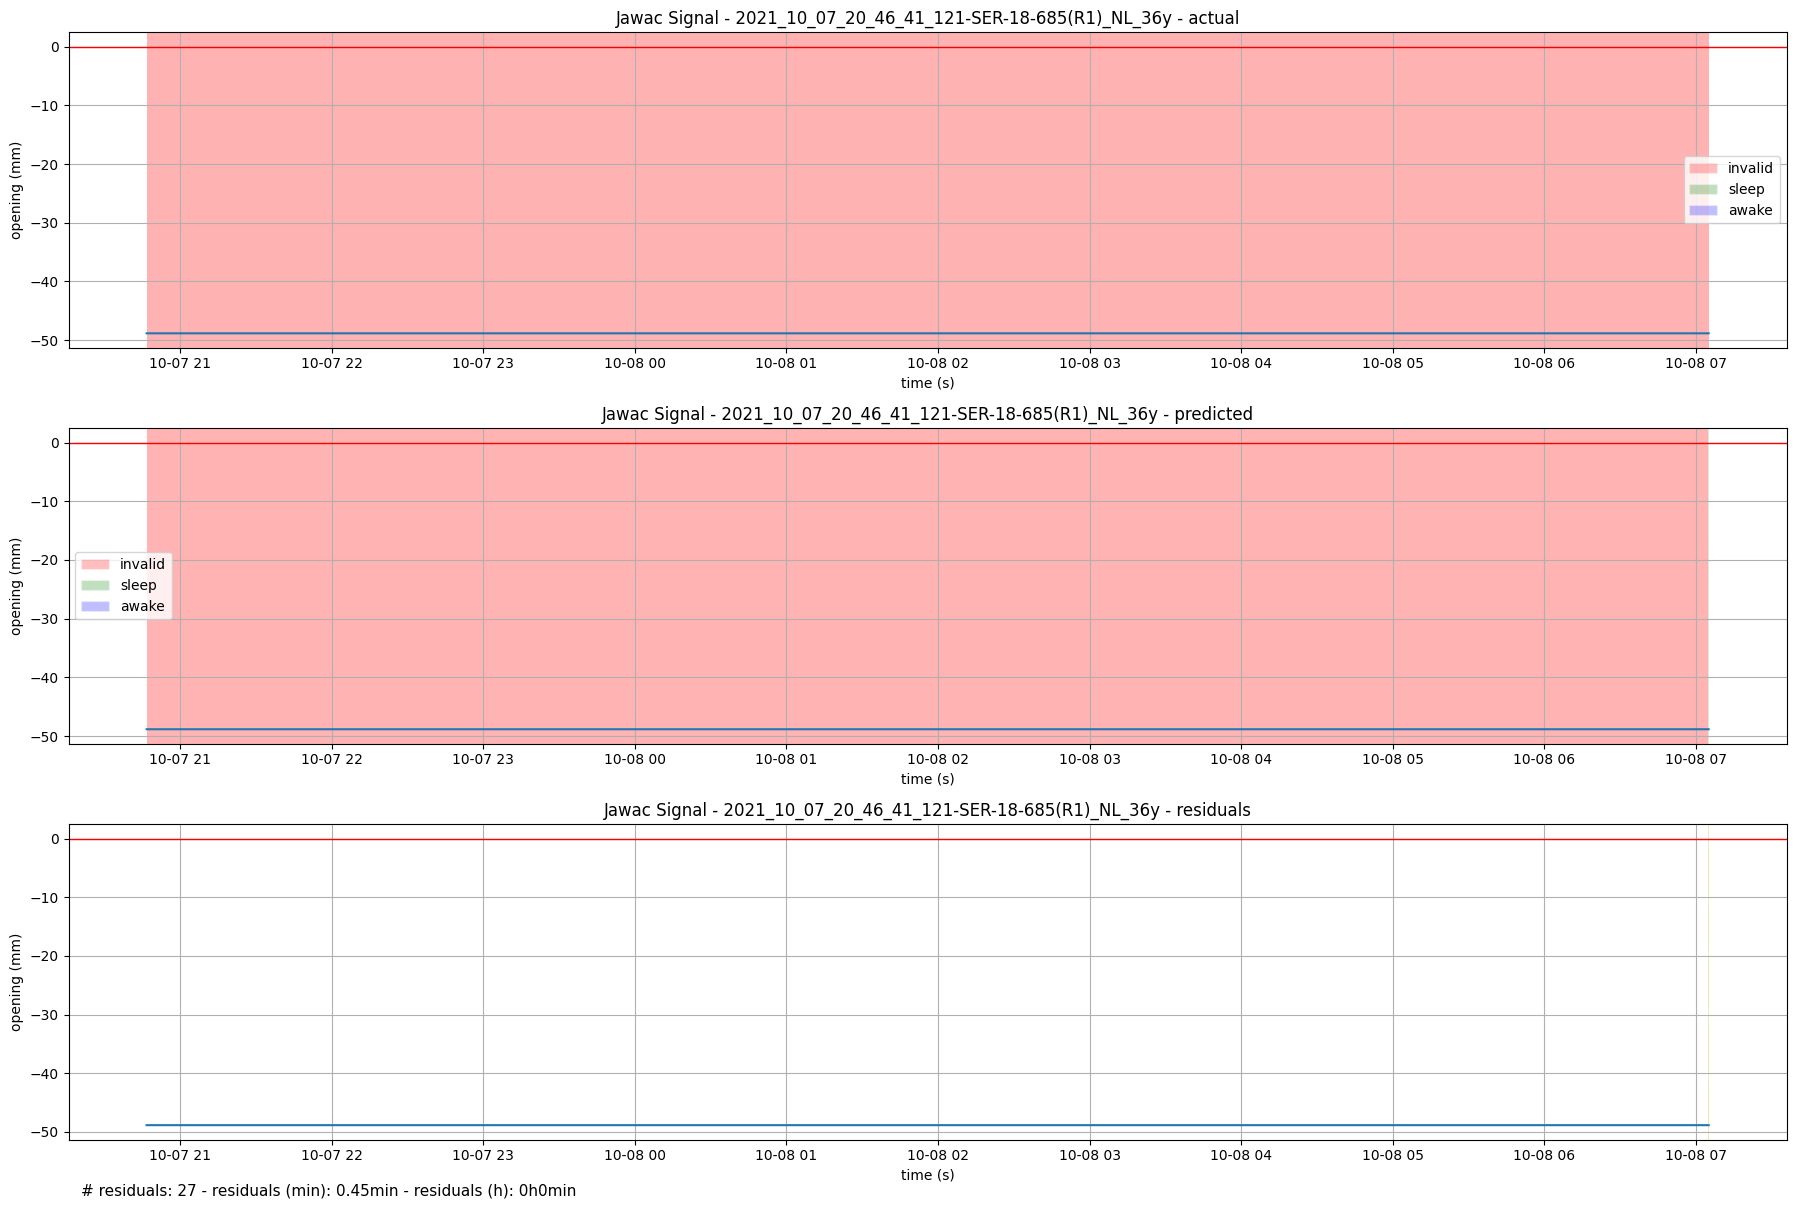 Jawac Signal - 2021_10_07_20_46_41_121-SER-18-685(R1)_NL_36y - actual
opening (mm)
0
−10
−20
−30
−40
−50
invalid
sleep
awake
10-07 21 10-07 22 10-07 23 10-08 00 10-08 01 10-08 02 10-08 03 10-08 04 10-08 05 10-08 06 10-08 07
time (s)
Jawac Signal - 2021_10_07_20_46_41_121-SER-18-685(R1)_NL_36y - predicted
opening (mm)
0
−10
−20
−30
−40
−50
invalid
sleep
awake
10-07 21 10-07 22 10-07 23 10-08 00 10-08 01 10-08 02 10-08 03 10-08 04 10-08 05 10-08 06 10-08 07
time (s)
Jawac Signal - 2021_10_07_20_46_41_121-SER-18-685(R1)_NL_36y - residuals
opening (mm)
0
−10
−20
−30
−40
−50
10-07 21 10-07 22 10-07 23 10-08 00 10-08 01 10-08 02 10-08 03 10-08 04 10-08 05 10-08 06 10-08 07
time (s)
# residuals: 27 - residuals (min): 0.45min - residuals (h): 0h0min